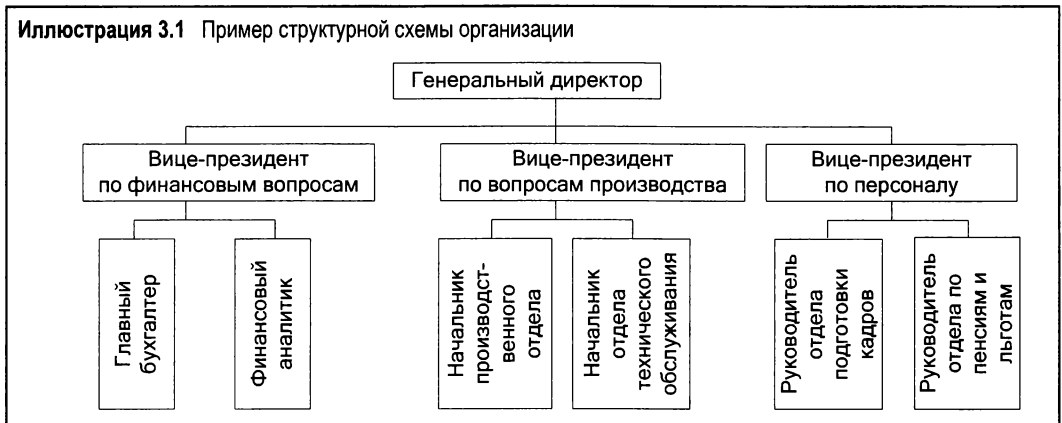 Иллюстрация 3.1 Пример структурной схемы организации
Генеральный директор
Вице-президент
по финансовым вопросам
Вице-президент
по вопросам производства
Вице-президент
по персоналу
Главный
бухгалтер
Финансовый
аналитик
Начальник
производст-
венного
отдела
Начальник
отдела
технического
обслуживания
Руководитель
отдела
подготовки
кадров
Руководитель
отдела по
пенсиям и
льготам